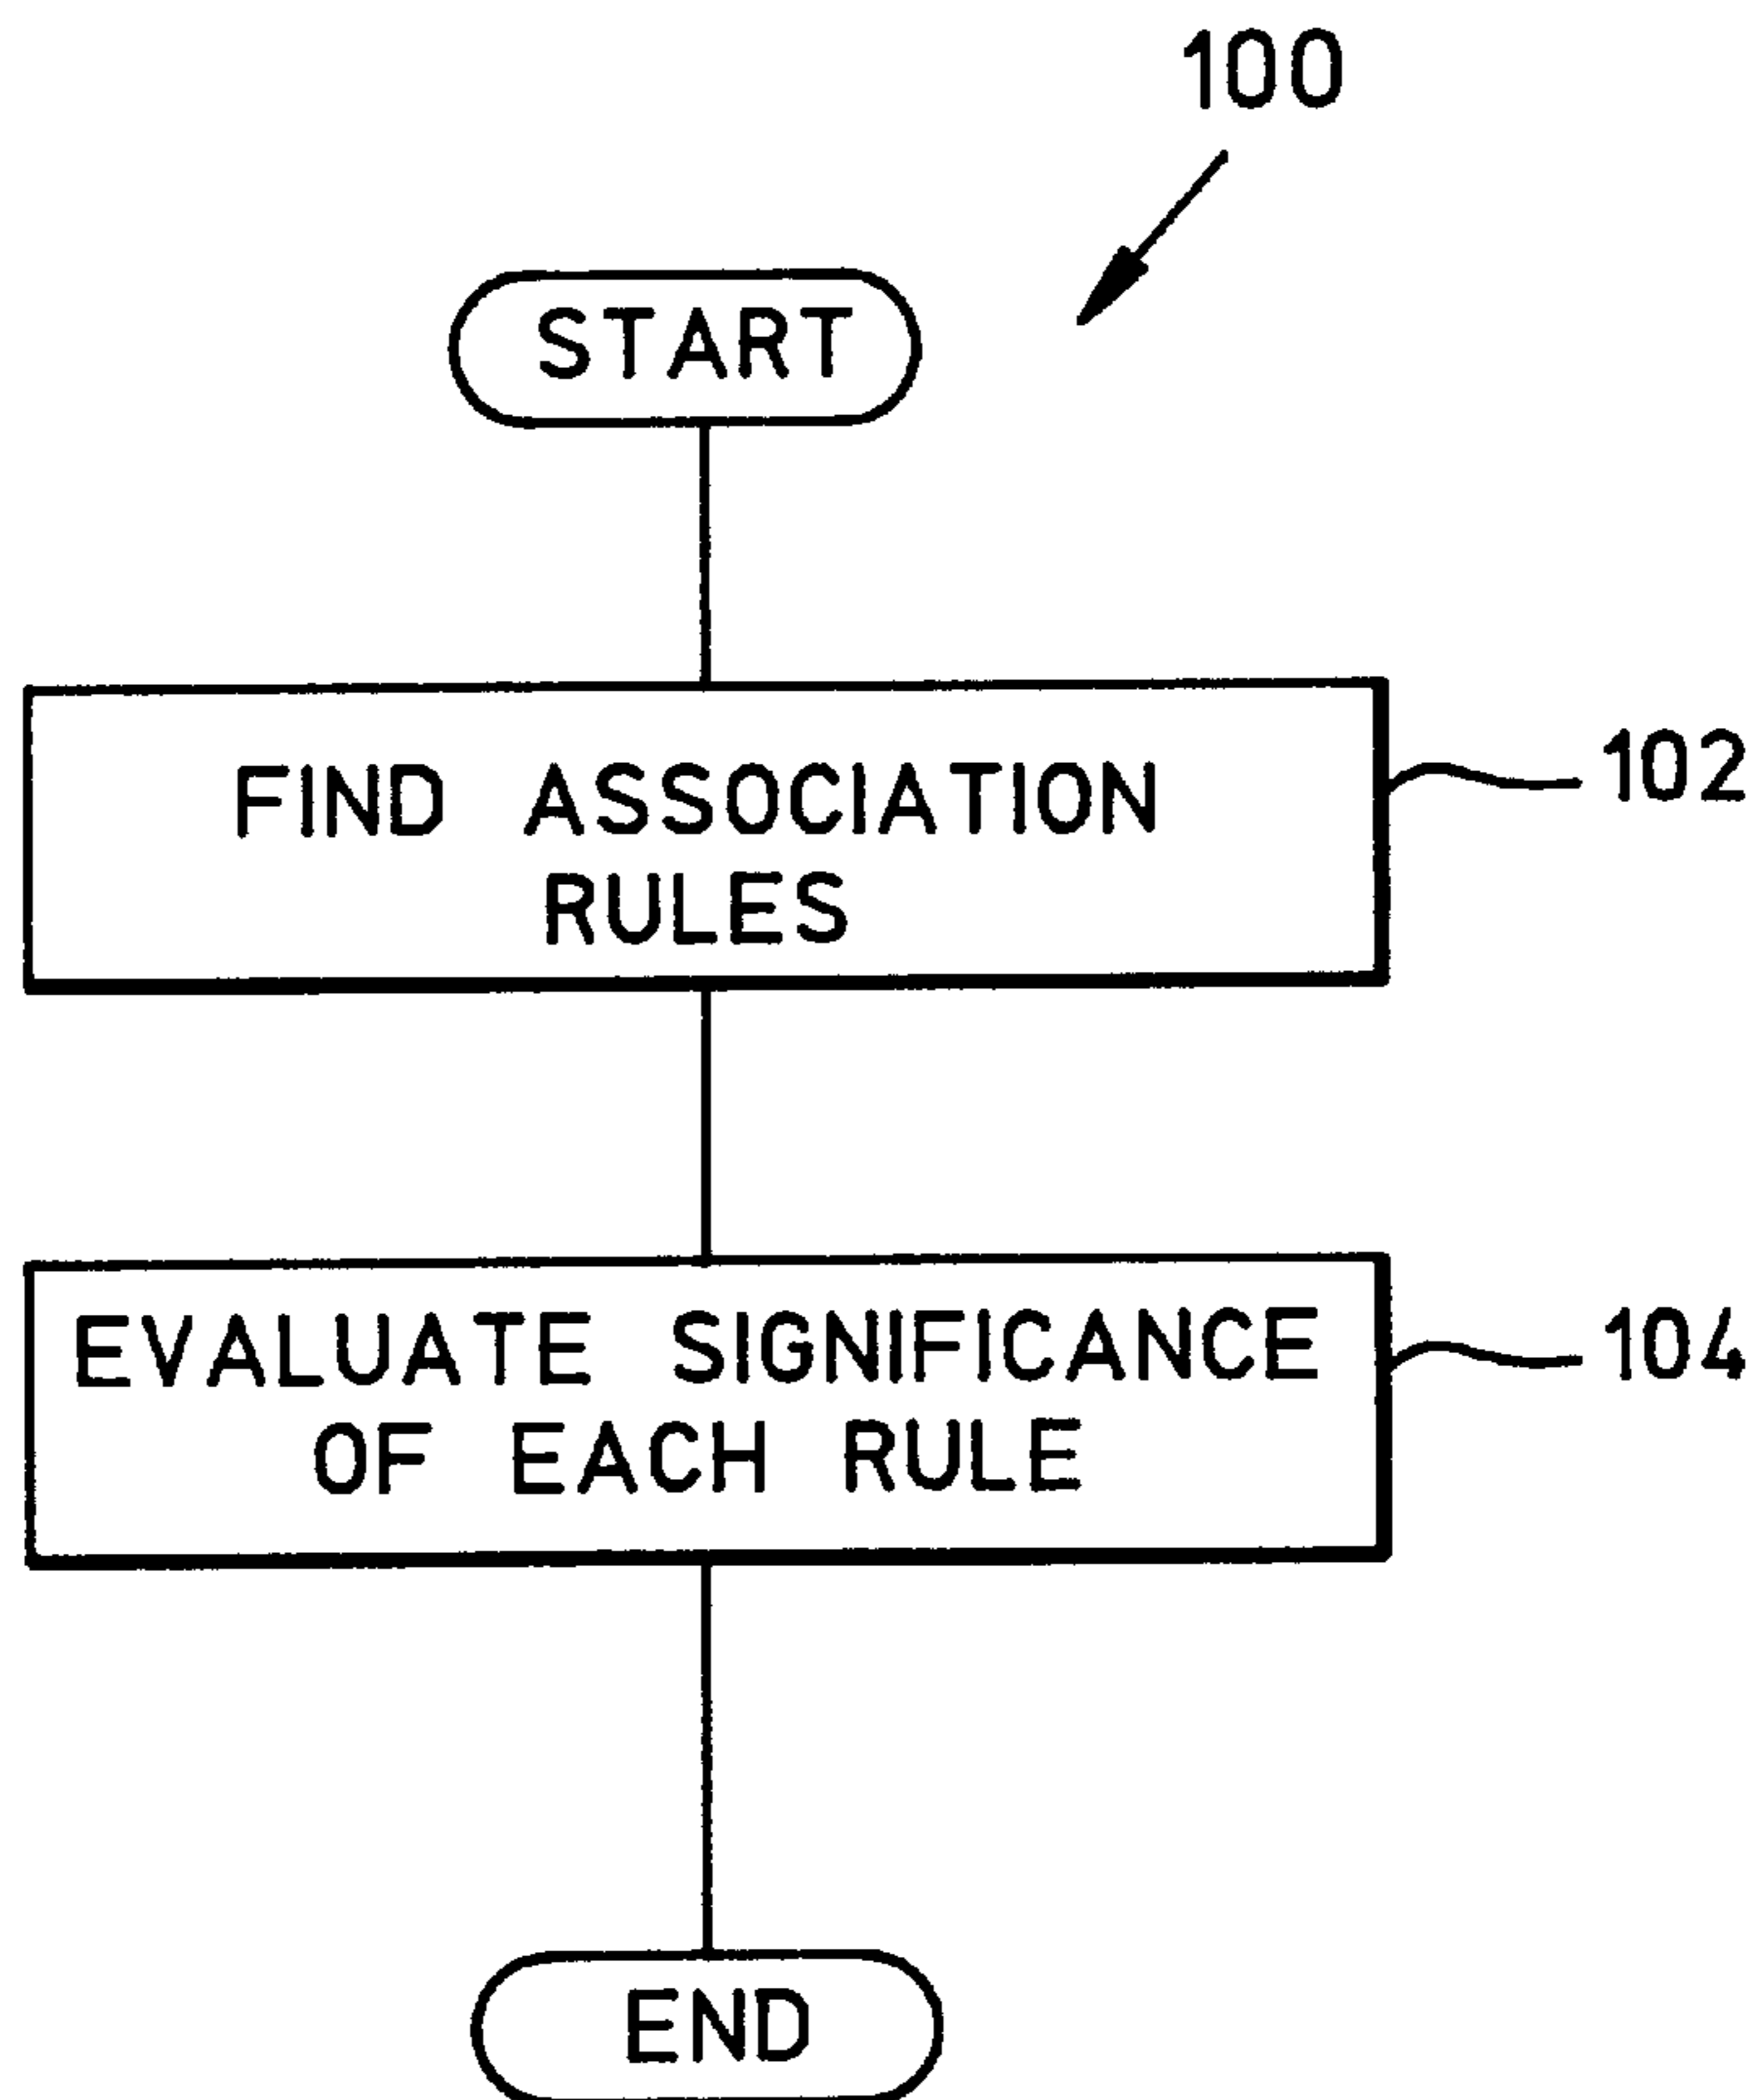 100
START
FIND ASSOCIATION
RULES
102
EVALUATE SIGNIFICANCE
OF EACH RULE
104
END